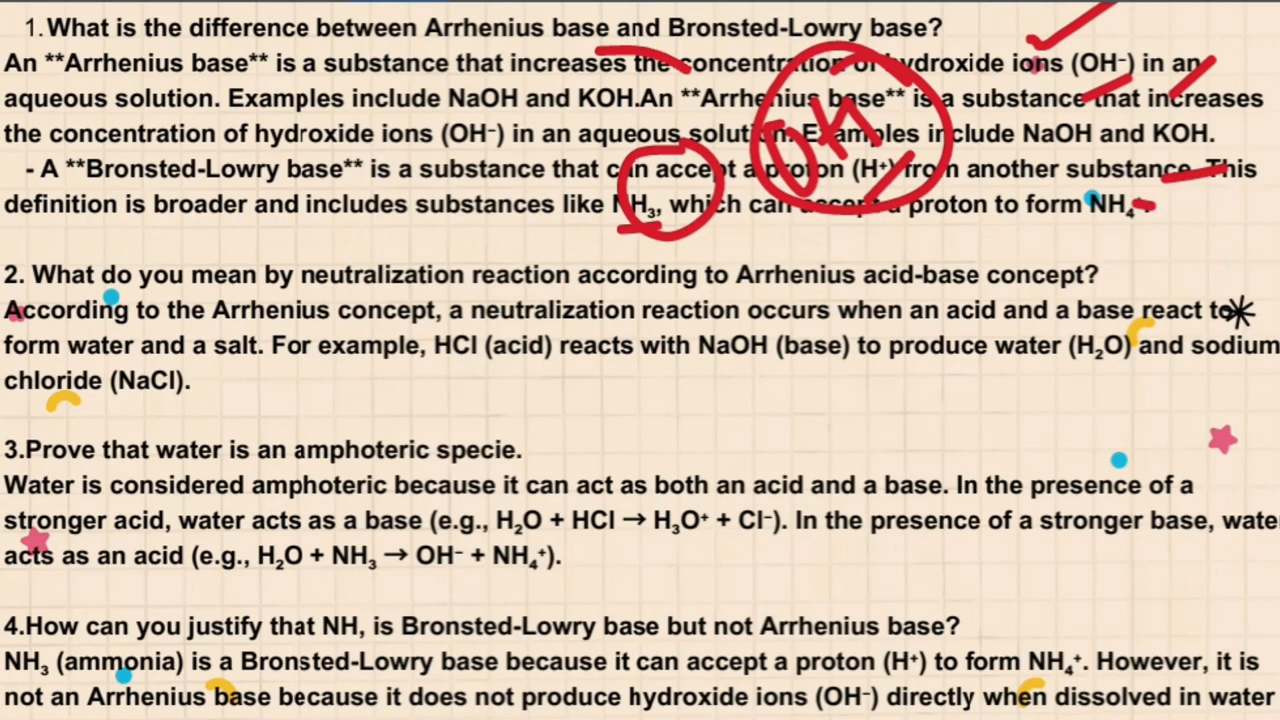 1. What is the difference between Arrhenius base and Bronsted-Lowry base?
An **Arrhenius base** is a substance that increases the concentration of hydroxide ions (OH⁻) in an
aqueous solution. Examples include NaOH and KOH.An **Arrhenius base** is a substance that increases
the concentration of hydroxide ions (OH⁻) in an aqueous solution. Examples include NaOH and KOH.
- A **Bronsted-Lowry base** is a substance that can accept a proton (H⁺) from another substance. This
definition is broader and includes substances like NH₃, which can accept a proton to form NH₄
2. What do you mean by neutralization reaction according to Arrhenius acid-base concept?
According to the Arrhenius concept, a neutralization reaction occurs when an acid and a base react to
form water and a salt. For example, HCl (acid) reacts with NaOH (base) to produce water (H₂O) and sodium
chloride (NaCl).
3.Prove that water is an amphoteric specie.
Water is considered amphoteric because it can act as both an acid and a base. In the presence of a
stronger acid, water acts as a base (e.g., H₂O + HCl → H₃O⁺ + Cl⁻). In the presence of a stronger base, wate
acts as an acid (e.g., H₂O + NH₃ → OH⁻ + NH₄⁺).
4.How can you justify that NH, is Bronsted-Lowry base but not Arrhenius base?
NH₃ (ammonia) is a Bronsted-Lowry base because it can accept a proton (H⁺) to form NH₄⁺. However, it is
not an Arrhenius base because it does not produce hydroxide ions (OH⁻) directly when dissolved in water